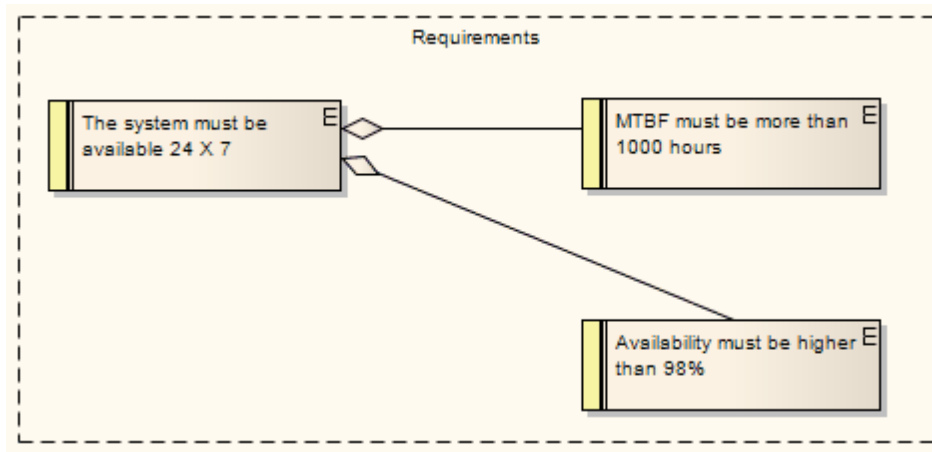 Requirements
The system must be
available 24 X 7
E
MTBF must be more than
1000 hours
E
Availability must be higher
than 98%
E